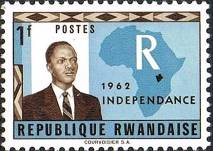 1f POSTES
R
1962
INDEPENDANCE
REPUBLIQUE RWANDAISE
COURVOISIER S.A.